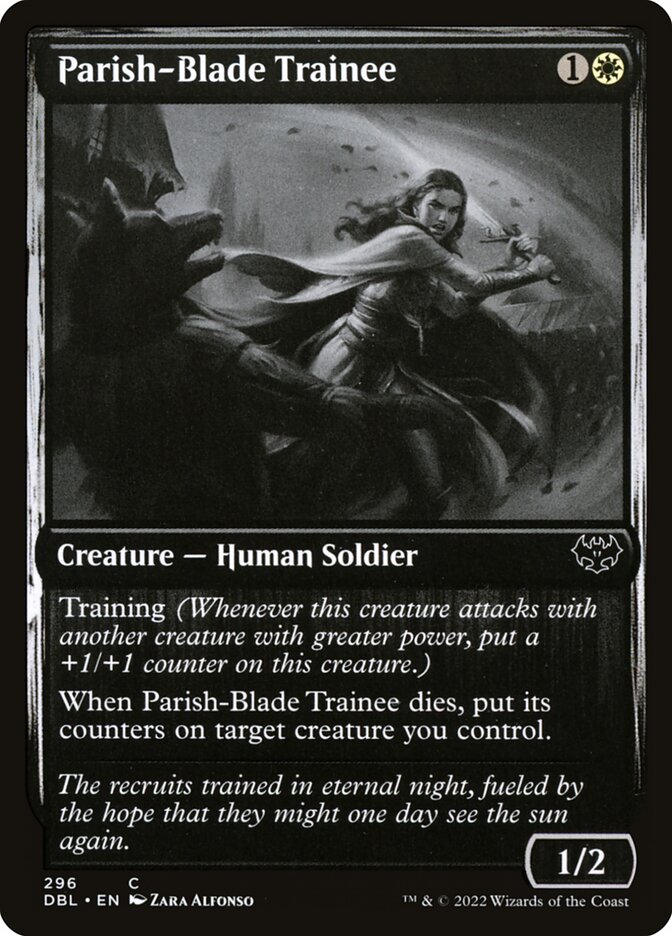 Parish-Blade Trainee 1
Creature — Human Soldier
Training (Whenever this creature attacks with
another creature with greater power, put a
+1/+1 counter on this creature.)
When Parish-Blade Trainee dies, put its
counters on target creature you control.
The recruits trained in eternal night, fueled by
the hope that they might one day see the sun
again.
1/2
296 C
DBL • EN Zara Alfonso
™ & © 2022 Wizards of the Coast